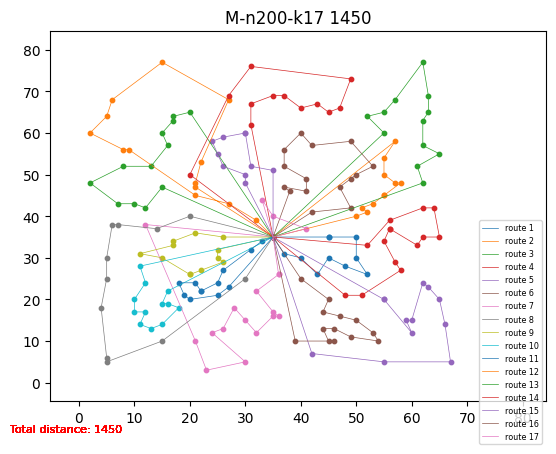 M-n200-k17 1450
80
70
60
50
40
30
20
10
0
0 10 20 30 40 50 60 70 80
route 1
route 2
route 3
route 4
route 5
route 6
route 7
route 8
route 9
route 10
route 11
route 12
route 13
route 14
route 15
route 16
route 17
Total distance: 1450